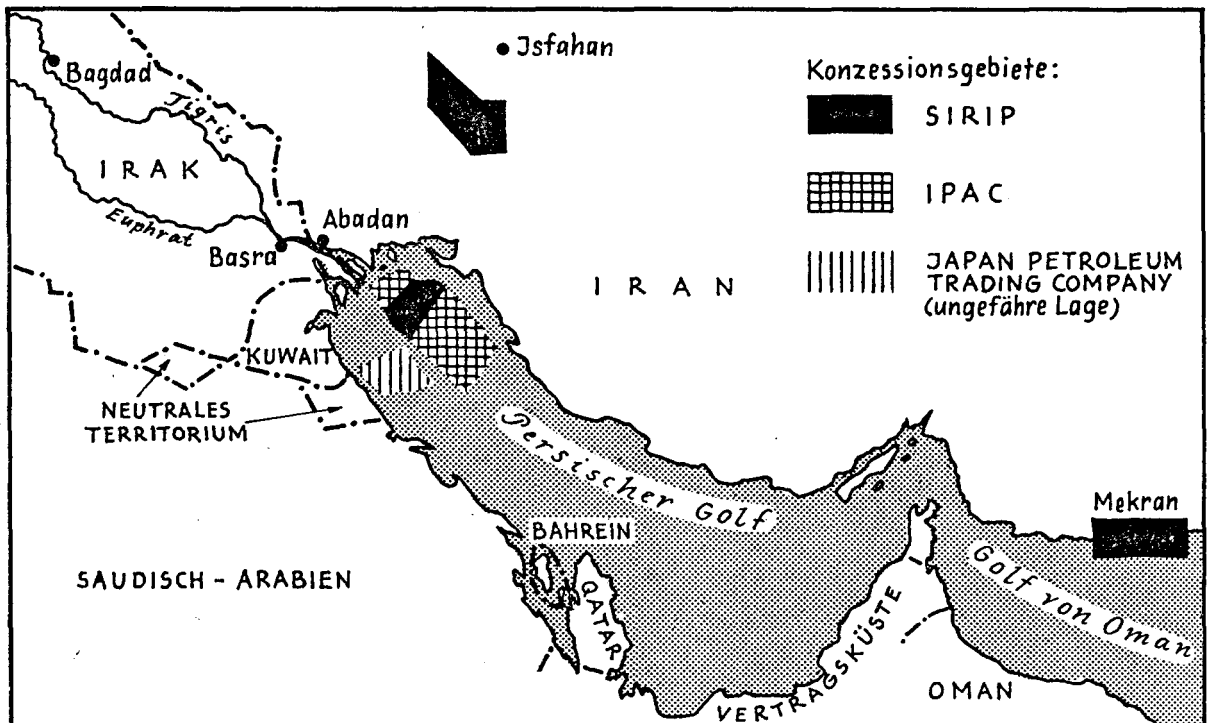 Jsfahan
Bagdad
Tigris
IRAK
Euphrat
Basra
Abadan
IRAN
Konzessionsgebiete:
SIRIP
IPAC
JAPAN PETROLEUM
TRADING COMPANY
(ungefähre Lage)
KUWAIT
NEUTRALES
TERRITORIUM
Persischer Golf
Mekran
BAHREIN
SAUDISCH-ARABIEN
QATAR
Golf von Oman
VERTRAGSKÜSTE
OMAN